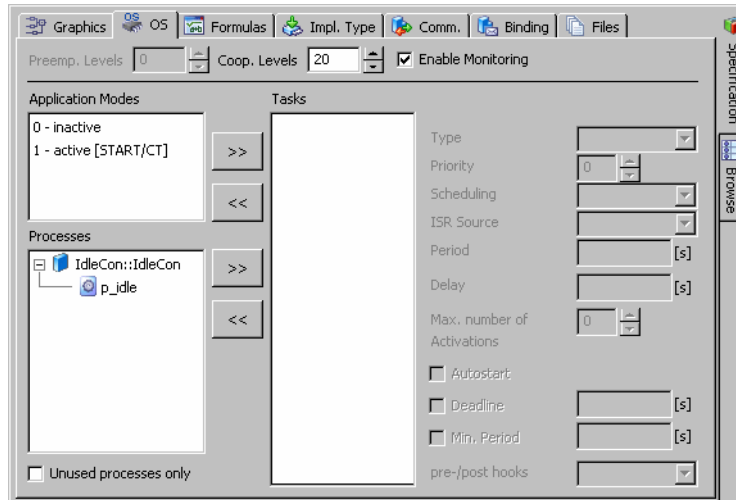 Graphics OS Formulas Impl. Type Comm. Binding Files
Preemp. Levels 0 Coop. Levels 20 Enable Monitoring
Application Modes
0 - inactive
1 - active [START/CT]
>>
<<
Processes
IdleCon::IdleCon
p_idle
>>
<<
Unused processes only
Tasks
Type
Priority 0
Scheduling
ISR Source
Period [s]
Delay [s]
Max. number of 0
Activations
Autostart
Deadline [s]
Min. Period [s]
pre-/post hooks
Specification
Browse